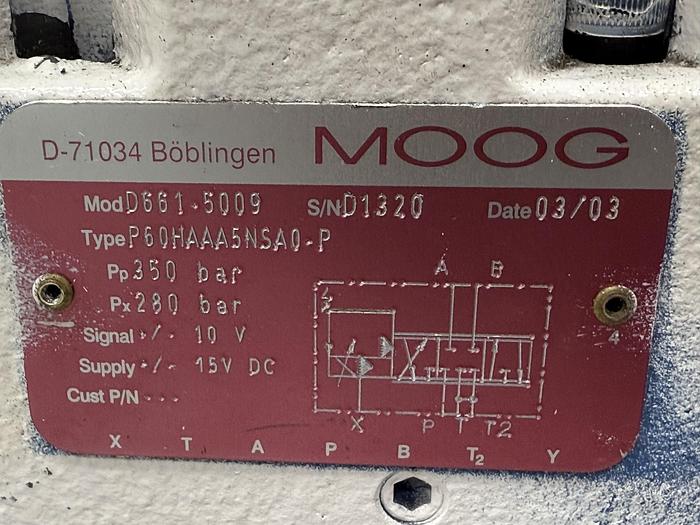 D-71034 Böblingen MOOG
Mod D661-5009 S/N D1320 Date 03/03
Type P60HAAA5NSA0-P
Pp 350 bar
Px 280 bar
Signal +/- 10 V
Supply +/- 15V DC
Cust P/N ---
A B
4
X P T T2
X T A P B T2 Y